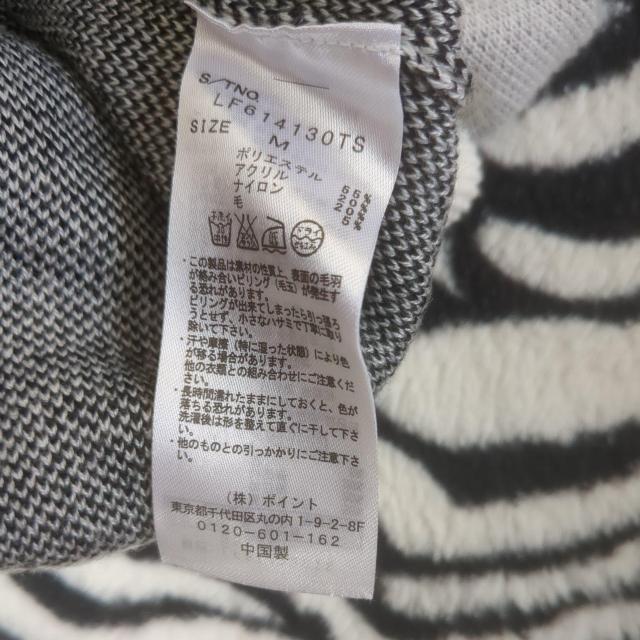 S/TNO.
LF614130TS
SIZE M
ポリエステル
アクリル
ナイロン
毛
・この製品は素材の性質上、表面の毛羽
が絡み合いピリング（毛玉）が発生す
る恐れがあります。
ピリングが出来てしまったら引っ張ろ
うとせず、かせないハサミで丁寧に取り
除いて下さい。
・汗や摩擦（特に湿った状態）により色
が移る場合があります。
他の衣類との組み合わせにご注意くだ
さい。
・長時間濡れたままにしておくと、色が
移る恐れがあります。
洗濯後は形を整えて直ぐに干して下さ
い。
・他のものとの引っかかりにご注意下さ
い。
（株）ポイント
東京都千代田区丸の内1-9-2-8F
0120-601-162
中国製